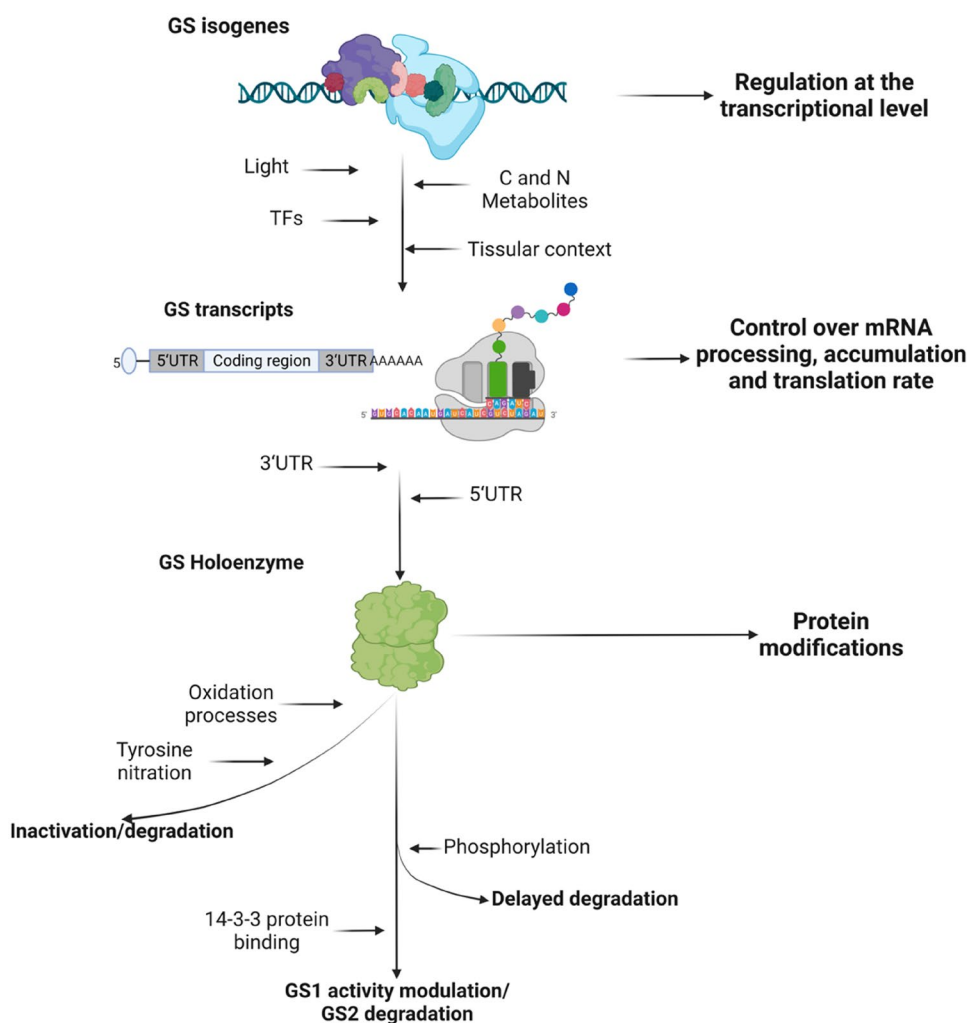 GS isogenes
Regulation at the
transcriptional level
Light
C and N
Metabolites
TFs
Tissular context
GS transcripts
5'
5'UTR
Coding region
3'UTR
AAAAAA
Control over mRNA
processing, accumulation
and translation rate
5'
3'
3'UTR
5'UTR
GS Holoenzyme
Protein
modifications
Oxidation
processes
Tyrosine
nitration
Inactivation/degradation
Phosphorylation
Delayed degradation
14-3-3 protein
binding
GS1 activity modulation/
GS2 degradation